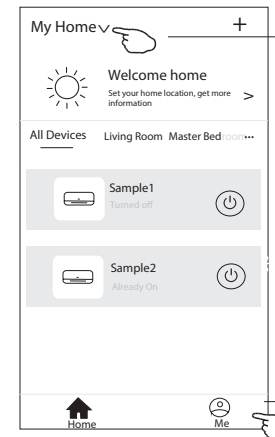 My Home
Welcome home
Set your home location, get more
information
All Devices Living Room Master Bedroom
Sample1
Turned off
Sample2
Already On
Home
Me